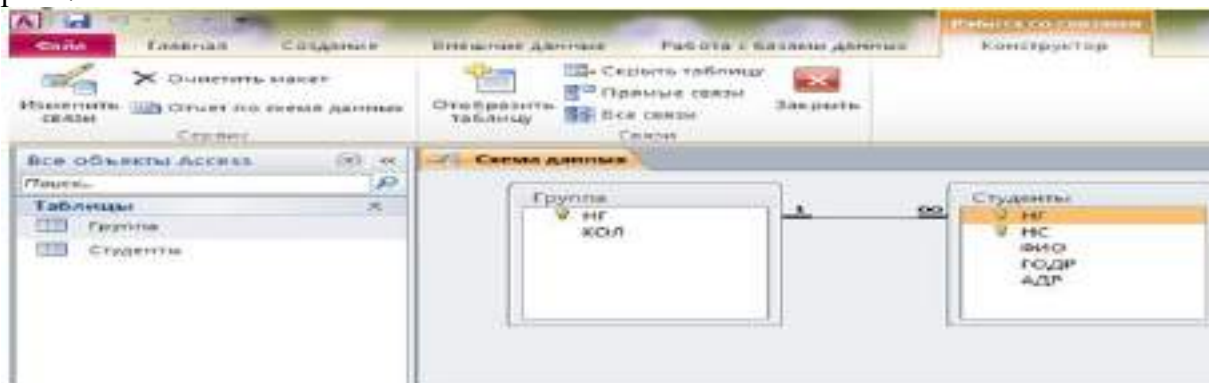 Работа со связями
Файл Главная Создание Внешние данные Работа с базами данных Конструктор
Изменить связи
Очистить макет
Отчет по схеме данных
Сервис
Отобразить таблицу
Скрыть таблицу
Прямые связи
Все связи
Закрыть
Связи
Все объекты Access
Поиск...
Таблицы
Группа
Студенты
Схема данных
Группа
НГ
КОЛ
1 ∞
Студенты
НГ
НС
ФИО
ГОДР
АДР